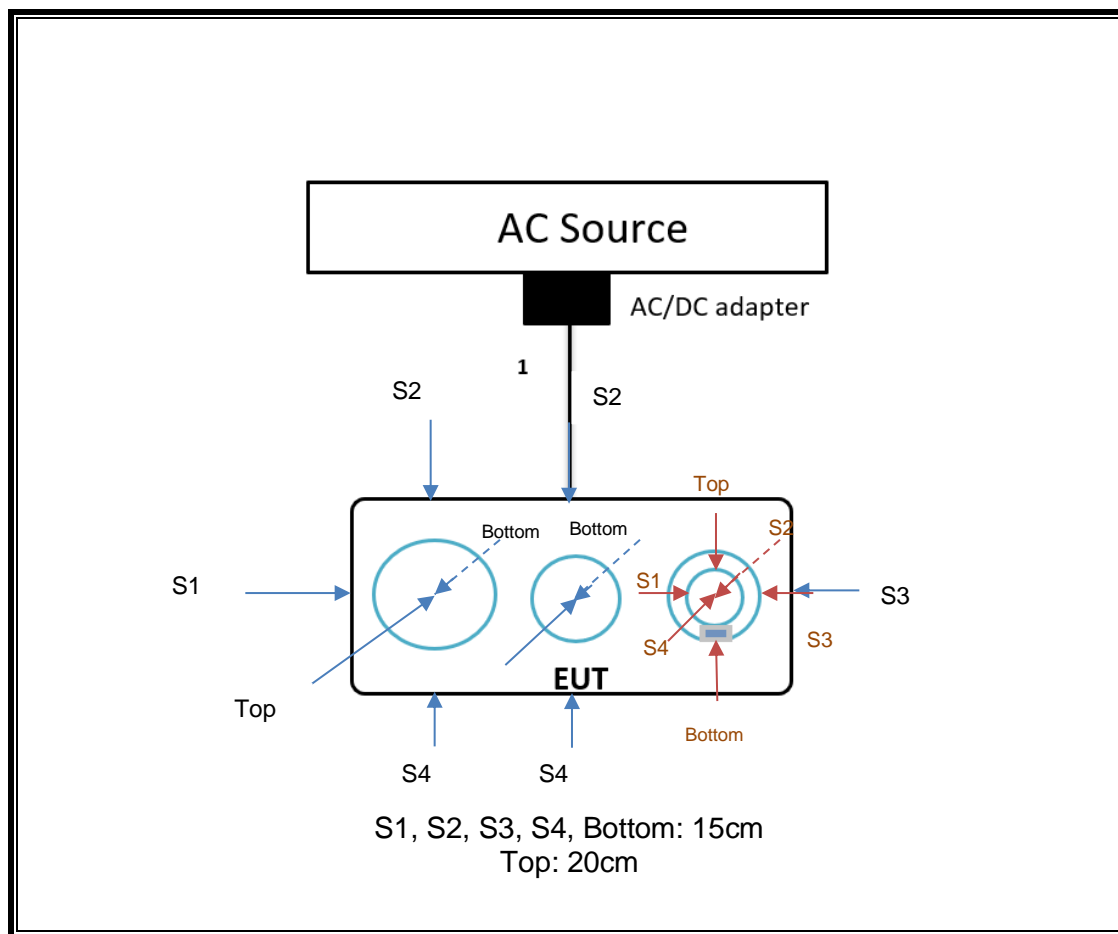 AC Source
AC/DC adapter
1
S2
S2
Top
S2
Bottom
Bottom
S1
S1
S3
S3
S4
EUT
Top
Bottom
S4
S4
S1, S2, S3, S4, Bottom: 15cm
Top: 20cm